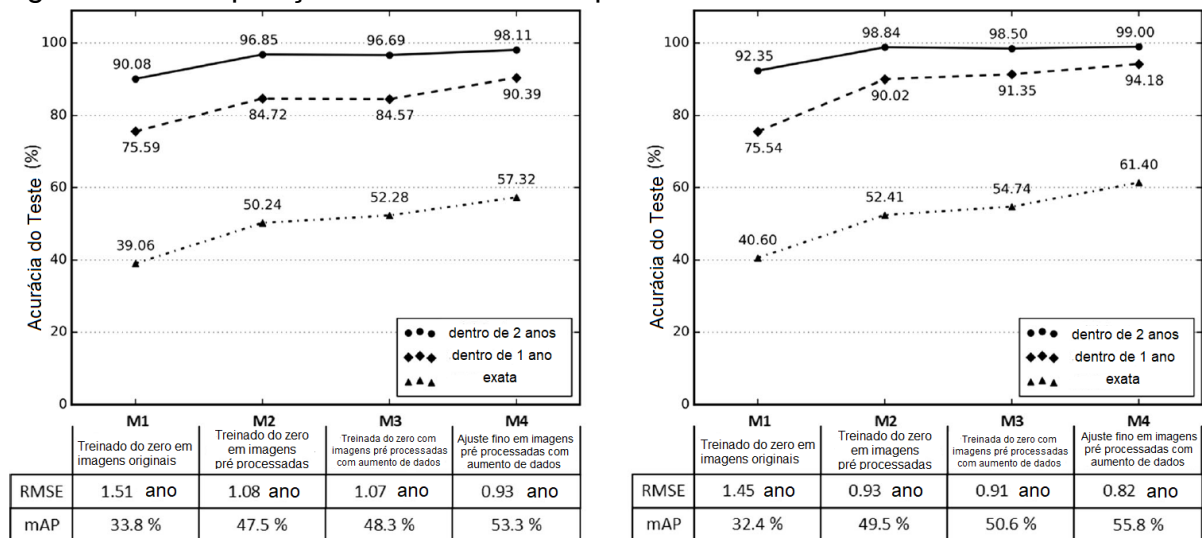 100
80
60
40
20
0
Acurácia do Teste (%)
90.08
96.85
96.69
98.11
75.59
84.72
84.57
90.39
39.06
50.24
52.28
57.32
dentro de 2 anos
dentro de 1 ano
exata
M1 M2 M3 M4
Treinado do zero em
imagens originais
Treinado do zero
em imagens
pré processadas
Treinada do zero com
imagens pré processadas
com aumento de dados
Ajuste fino em imagens
pré processadas com
aumento de dados
RMSE 1.51 ano 1.08 ano 1.07 ano 0.93 ano
mAP 33.8 % 47.5 % 48.3 % 53.3 %
100
80
60
40
20
0
Acurácia do Teste (%)
92.35
98.84
98.50
99.00
75.54
90.02
91.35
94.18
40.60
52.41
54.74
61.40
dentro de 2 anos
dentro de 1 ano
exata
M1 M2 M3 M4
Treinado do zero em
imagens originais
Treinado do zero
em imagens
pré processadas
Treinada do zero com
imagens pré processadas
com aumento de dados
Ajuste fino em imagens
pré processadas com
aumento de dados
RMSE 1.45 ano 0.93 ano 0.91 ano 0.82 ano
mAP 32.4 % 49.5 % 50.6 % 55.8 %